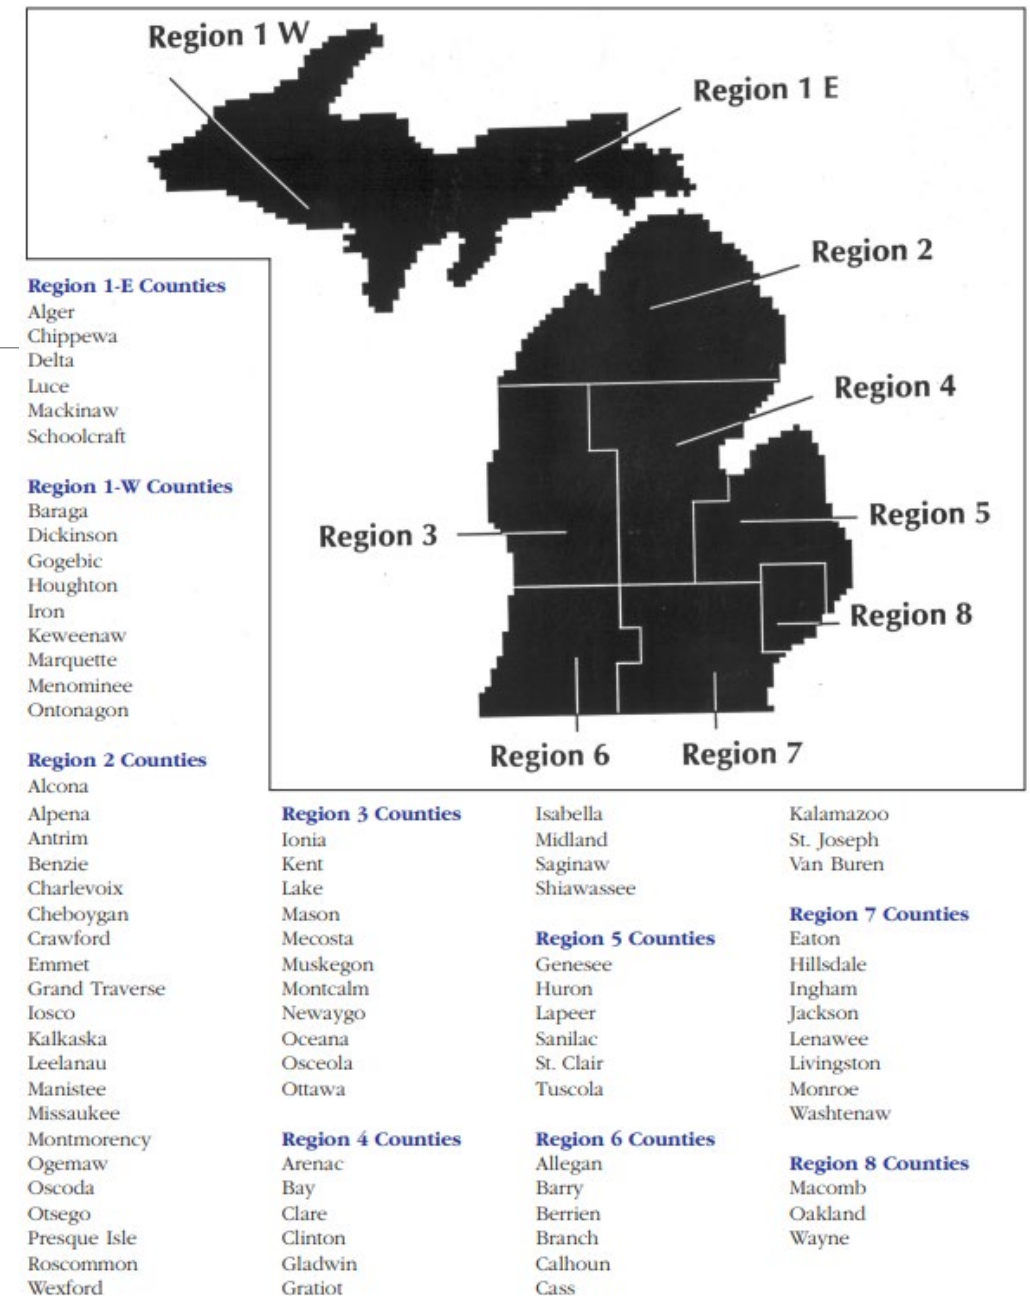 Region 1 W
Region 1 E
Region 2
Region 4
Region 3
Region 5
Region 8
Region 6
Region 7
Region 1-E Counties
Alger
Chippewa
Delta
Luce
Mackinaw
Schoolcraft
Region 1-W Counties
Baraga
Dickinson
Gogebic
Houghton
Iron
Keweenaw
Marquette
Menominee
Ontonagon
Region 2 Counties
Alcona
Alpena
Antrim
Benzie
Charlevoix
Cheboygan
Crawford
Emmet
Grand Traverse
Iosco
Kalkaska
Leelanau
Manistee
Missaukee
Montmorency
Ogemaw
Oscoda
Otsego
Presque Isle
Roscommon
Wexford
Region 3 Counties
Ionia
Kent
Lake
Mason
Mecosta
Muskegon
Montcalm
Newaygo
Oceana
Osceola
Ottawa
Region 4 Counties
Arenac
Bay
Clare
Clinton
Gladwin
Gratiot
Isabella
Midland
Saginaw
Shiawassee
Region 5 Counties
Genesee
Huron
Lapeer
Sanilac
St. Clair
Tuscola
Region 6 Counties
Allegan
Barry
Berrien
Branch
Calhoun
Cass
Kalamazoo
St. Joseph
Van Buren
Region 7 Counties
Eaton
Hillsdale
Ingham
Jackson
Lenawee
Livingston
Monroe
Washtenaw
Region 8 Counties
Macomb
Oakland
Wayne